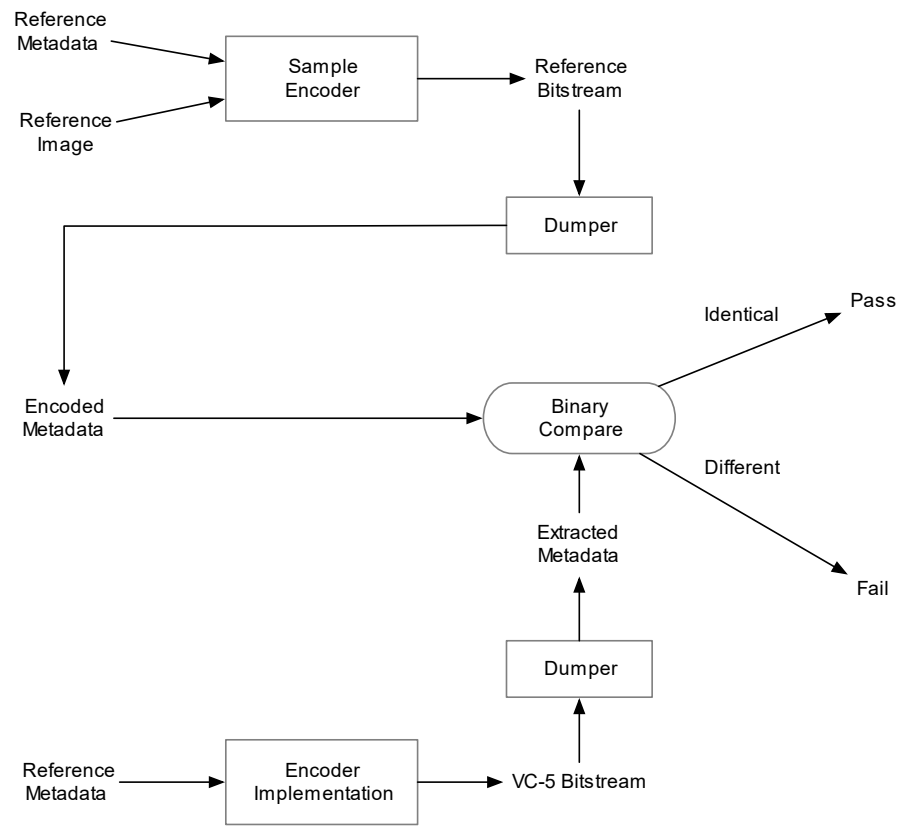 Reference
Metadata
Sample
Encoder
Reference
Bitstream
Reference
Image
Dumper
Identical
Pass
Encoded
Metadata
Binary
Compare
Different
Extracted
Metadata
Fail
Dumper
Reference
Metadata
Encoder
Implementation
VC-5 Bitstream